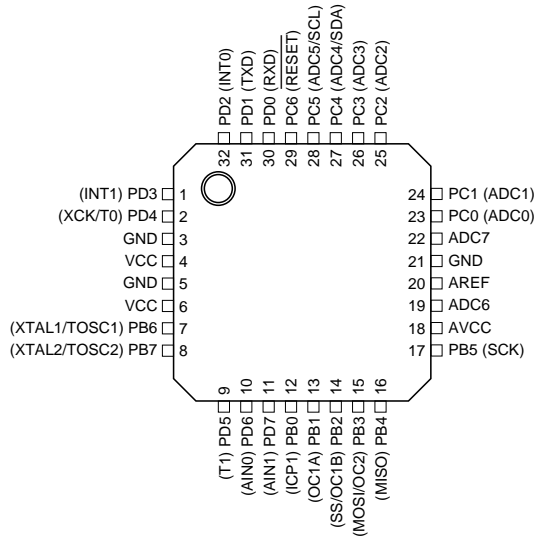 PD2 (INT0)
PD1 (TXD)
PD0 (RXD)
PC6 (RESET)
PC5 (ADC5/SCL)
PC4 (ADC4/SDA)
PC3 (ADC3)
PC2 (ADC2)
32
31
30
29
28
27
26
25
(INT1) PD3 1
(XCK/T0) PD4 2
GND 3
VCC 4
GND 5
VCC 6
(XTAL1/TOSC1) PB6 7
(XTAL2/TOSC2) PB7 8
24 PC1 (ADC1)
23 PC0 (ADC0)
22 ADC7
21 GND
20 AREF
19 ADC6
18 AVCC
17 PB5 (SCK)
9
10
11
12
13
14
15
16
(T1) PD5
(AIN0) PD6
(AIN1) PD7
(ICP1) PB0
(OC1A) PB1
(SS/OC1B) PB2
(MOSI/OC2) PB3
(MISO) PB4